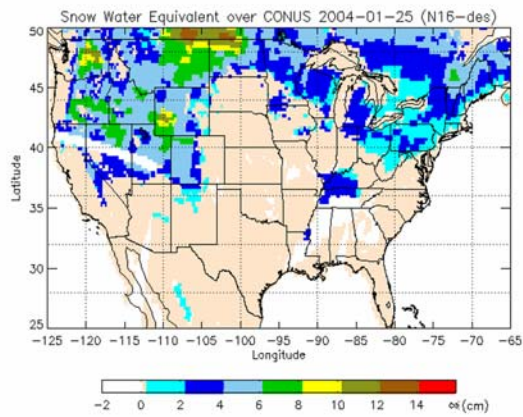 Snow Water Equivalent over CONUS 2004-01-25 (N16-des)
50
45
40
35
30
25
Latitude
-125 -120 -115 -110 -105 -100 -95 -90 -85 -80 -75 -70 -65
Longitude
-2 0 2 4 6 8 10 12 14 (cm)